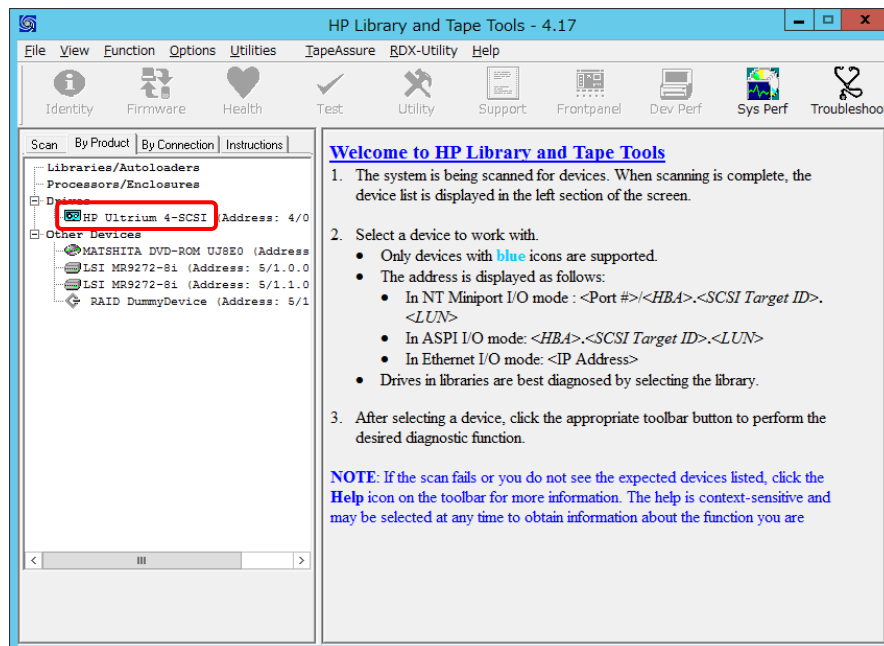 HP Library and Tape Tools - 4.17
File View Function Options Utilities TapeAssure RDX-Utility Help
Identity Firmware Health Test Utility Support Frontpanel Dev Perf Sys Perf Troubleshoo
Scan By Product By Connection Instructions
Libraries/Autoloaders
Processors/Enclosures
Drives
HP Ultrium 4-SCSI (Address: 4/0
Other Devices
MATSHITA DVD-ROM UJ8E0 (Address
LSI MR9272-8i (Address: 5/1.0.0
LSI MR9272-8i (Address: 5/1.1.0
RAID DummyDevice (Address: 5/1
Welcome to HP Library and Tape Tools
1. The system is being scanned for devices. When scanning is complete, the
device list is displayed in the left section of the screen.
2. Select a device to work with.
• Only devices with blue icons are supported.
• The address is displayed as follows:
• In NT Miniport I/O mode : <Port #>/<HBA>.<SCSI Target ID>.
<LUN>
• In ASPI I/O mode: <HBA>.<SCSI Target ID>.<LUN>
• In Ethernet I/O mode: <IP Address>
• Drives in libraries are best diagnosed by selecting the library.
3. After selecting a device, click the appropriate toolbar button to perform the
desired diagnostic function.
NOTE: If the scan fails or you do not see the expected devices listed, click the
Help icon on the toolbar for more information. The help is context-sensitive and
may be selected at any time to obtain information about the function you are